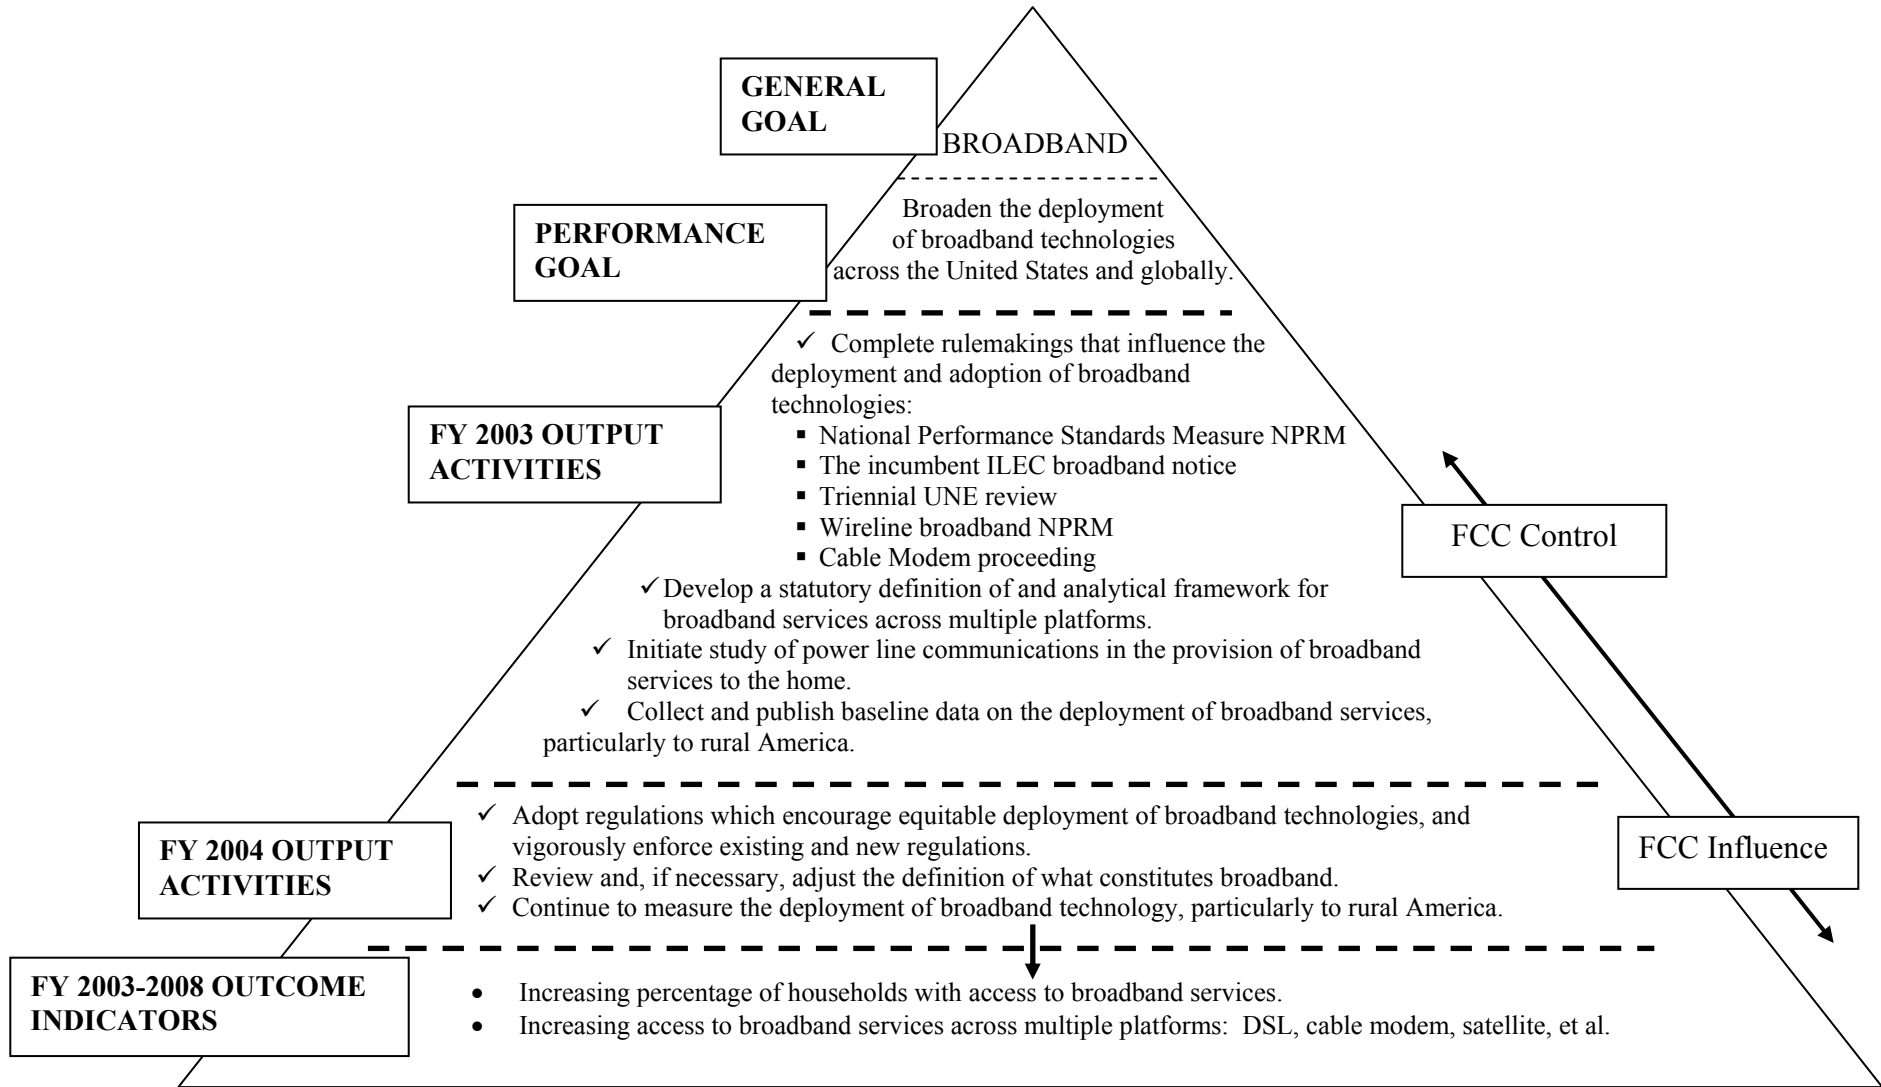 GENERAL
GOAL
BROADBAND
PERFORMANCE
GOAL
Broaden the deployment
of broadband technologies
across the United States and globally.
FY 2003 OUTPUT
ACTIVITIES
✓ Complete rulemakings that influence the
deployment and adoption of broadband
technologies:
▪ National Performance Standards Measure NPRM
▪ The incumbent ILEC broadband notice
▪ Triennial UNE review
▪ Wireline broadband NPRM
▪ Cable Modem proceeding
✓ Develop a statutory definition of and analytical framework for
broadband services across multiple platforms.
✓ Initiate study of power line communications in the provision of broadband
services to the home.
✓ Collect and publish baseline data on the deployment of broadband services,
particularly to rural America.
FCC Control
FY 2004 OUTPUT
ACTIVITIES
✓ Adopt regulations which encourage equitable deployment of broadband technologies, and
vigorously enforce existing and new regulations.
✓ Review and, if necessary, adjust the definition of what constitutes broadband.
✓ Continue to measure the deployment of broadband technology, particularly to rural America.
FCC Influence
FY 2003-2008 OUTCOME
INDICATORS
• Increasing percentage of households with access to broadband services.
• Increasing access to broadband services across multiple platforms: DSL, cable modem, satellite, et al.